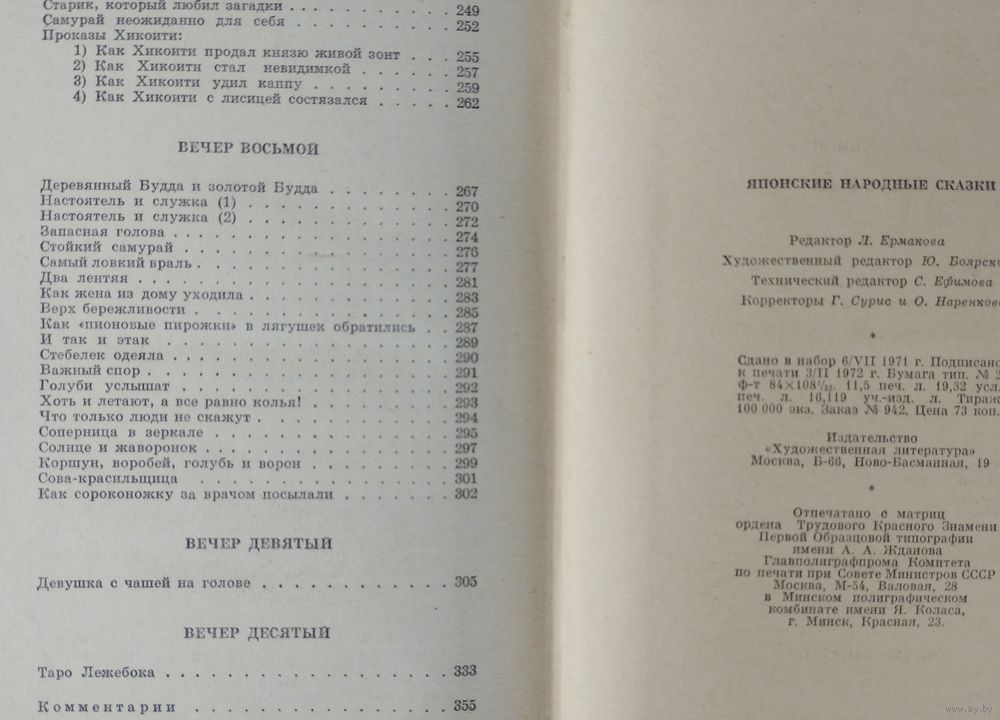 Старик, который любил загадки . . . . . . . . . . . 249
Самурай неожиданно для себя . . . . . . . . . . . 252
Проказы Хикоити:
1) Как Хикоити продал князю живой зонт . . . 255
2) Как Хикоити стал невидимкой . . . . . . 257
3) Как Хикоити удил каппу . . . . . . . . . 259
4) Как Хикоити с лисицей состязался . . . . . 262
ВЕЧЕР ВОСЬМОЙ
Деревянный Будда и золотой Будда . . . . . . . . 267
Настоятель и служка (1) . . . . . . . . . . . . . 270
Настоятель и служка (2) . . . . . . . . . . . . . 272
Запасная голова . . . . . . . . . . . . . . . . . 274
Стойкий самурай . . . . . . . . . . . . . . . . . 276
Самый ловкий враль . . . . . . . . . . . . . . . . 277
Два лентяя . . . . . . . . . . . . . . . . . . . 281
Как жена из дому уходила . . . . . . . . . . . . . 283
Верх бережливости . . . . . . . . . . . . . . . . 285
Как «пионовые пирожки» в лягушек обратились . . 287
И так и этак . . . . . . . . . . . . . . . . . . 289
Стебелек одеяла . . . . . . . . . . . . . . . . . 290
Важный спор . . . . . . . . . . . . . . . . . . . 291
Голуби услышат . . . . . . . . . . . . . . . . . 292
Хоть и летают, а все равно колья! . . . . . . . . . 293
Что только люди не скажут . . . . . . . . . . . . 294
Соперница в зеркале . . . . . . . . . . . . . . . 295
Солнце и жаворонок . . . . . . . . . . . . . . . 297
Коршун, воробей, голубь и ворон . . . . . . . . . 299
Сова-красильщица . . . . . . . . . . . . . . . . 301
Как сороконожку за врачом посылали . . . . . . . 302
ВЕЧЕР ДЕВЯТЫЙ
Девушка с чашей на голове . . . . . . . . . . . . 305
ВЕЧЕР ДЕСЯТЫЙ
Таро Лежебока . . . . . . . . . . . . . . . . . . 333
Комментарии . . . . . . . . . . . . . . . . . 355
ЯПОНСКИЕ НАРОДНЫЕ СКАЗКИ
Редактор Л. Ермакова
Художественный редактор Ю. Боярски
Технический редактор С. Ефимова
Корректоры Г. Сурис и О. Наренков
*
Сдано в набор 6/VII 1971 г. Подписано
к печати 3/II 1972 г. Бумага тип. № 2
ф-т 84×108¹/₃₂. 11,5 печ. л. 19,32 усл.
печ. л. 16,119 уч.-изд. л. Тираж
100 000 экз. Заказ № 942. Цена 73 коп.
Издательство
«Художественная литература»
Москва, Б-66, Ново-Басманная, 19
*
Отпечатано с матриц
ордена Трудового Красного Знамени
Первой Образцовой типографии
имени А. А. Жданова
Главполиграфпрома Комитета
по печати при Совете Министров СССР
Москва, М-54, Валовая, 28
в Минском полиграфическом
комбинате имени Я. Коласа,
г. Минск, Красная, 23.
www.ay.by